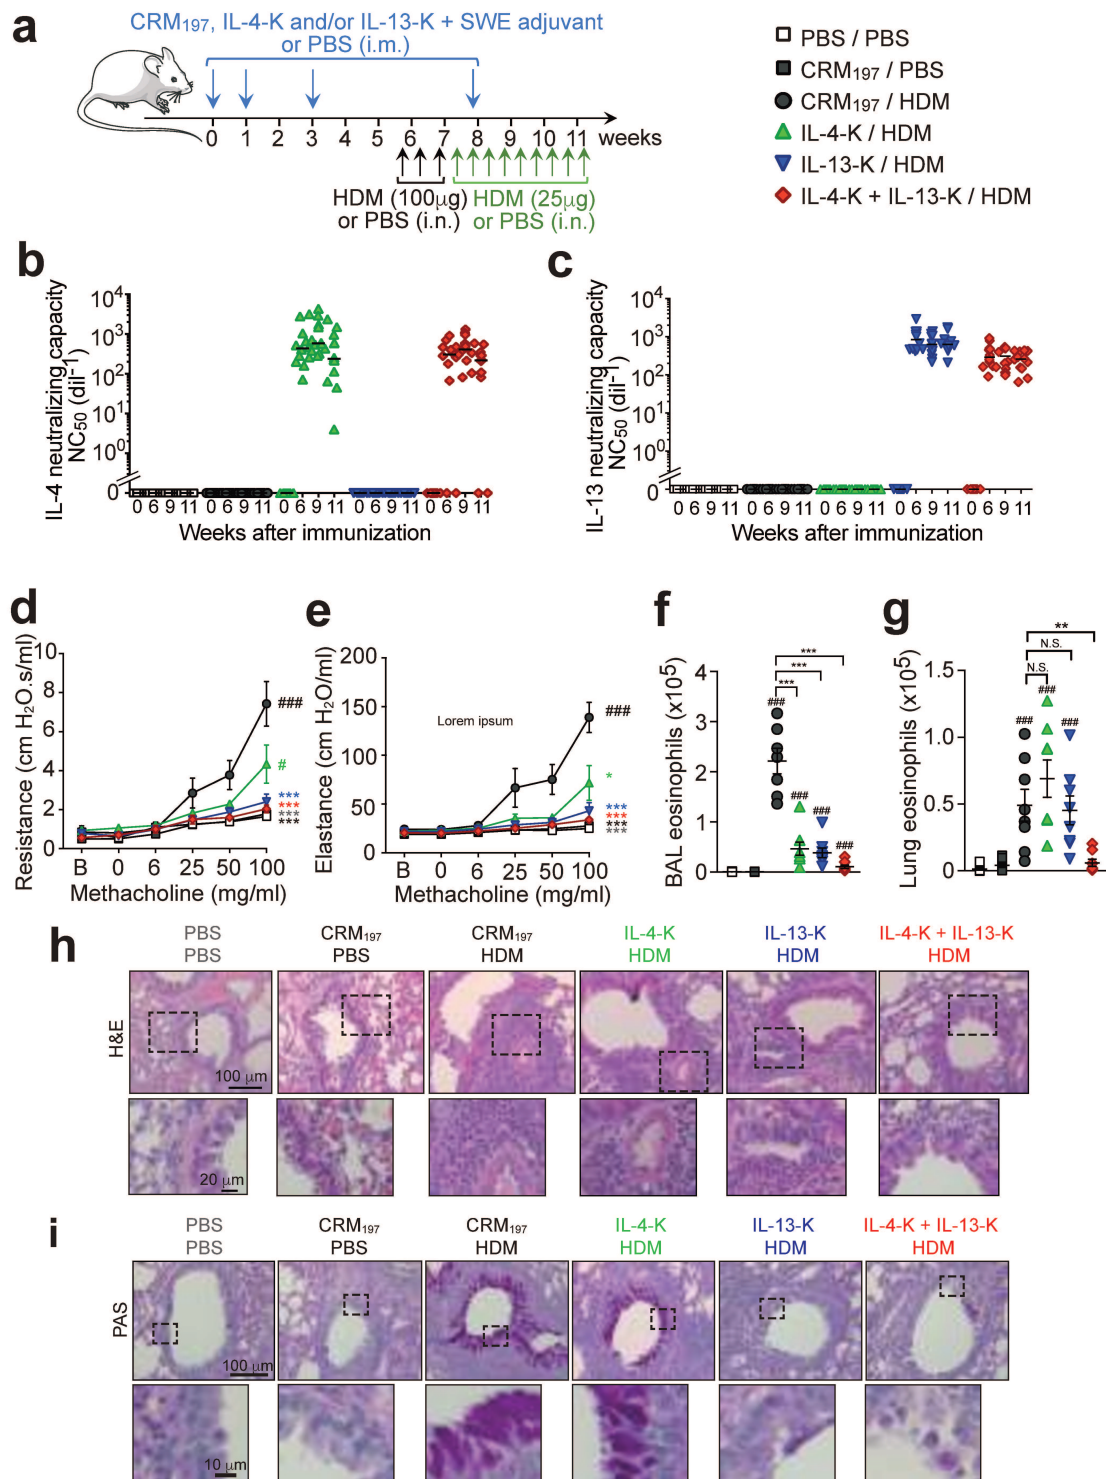 a
CRM₁₉₇, IL-4-K and/or IL-13-K + SWE adjuvant
or PBS (i.m.)
0 1 2 3 4 5 6 7 8 9 10 11 weeks
HDM (100μg)
or PBS (i.n.)
HDM (25μg)
or PBS (i.n.)
PBS / PBS
CRM₁₉₇ / PBS
CRM₁₉₇ / HDM
IL-4-K / HDM
IL-13-K / HDM
IL-4-K + IL-13-K / HDM
b
IL-4 neutralizing capacity
NC₅₀ (dil⁻¹)
10⁴
10³
10²
10¹
10⁰
0
0 6 9 11 0 6 9 11 0 6 9 11 0 6 9 11 0 6 9 11
Weeks after immunization
c
IL-13 neutralizing capacity
NC₅₀ (dil⁻¹)
10⁴
10³
10²
10¹
10⁰
0
0 6 9 11 0 6 9 11 0 6 9 11 0 6 9 11 0 6 9 11
Weeks after immunization
d
Resistance (cm H₂O.s/ml)
10
8
6
4
2
0
###
#
***
***
***
***
B 0 6 25 50 100
Methacholine (mg/ml)
e
Elastance (cm H₂O/ml)
200
150
100
50
0
Lorem ipsum
###
*
***
***
***
***
B 0 6 25 50 100
Methacholine (mg/ml)
f
BAL eosinophils (x10⁵)
4
3
2
1
0
***
***
***
###
###
###
###
g
Lung eosinophils (x10⁵)
1.5
1.0
0.5
0
**
N.S.
N.S.
###
###
###
h
PBS
PBS
CRM₁₉₇
PBS
CRM₁₉₇
HDM
IL-4-K
HDM
IL-13-K
HDM
IL-4-K + IL-13-K
HDM
H&E
100 μm
20 μm
i
PBS
PBS
CRM₁₉₇
PBS
CRM₁₉₇
HDM
IL-4-K
HDM
IL-13-K
HDM
IL-4-K + IL-13-K
HDM
PAS
100 μm
10 μm